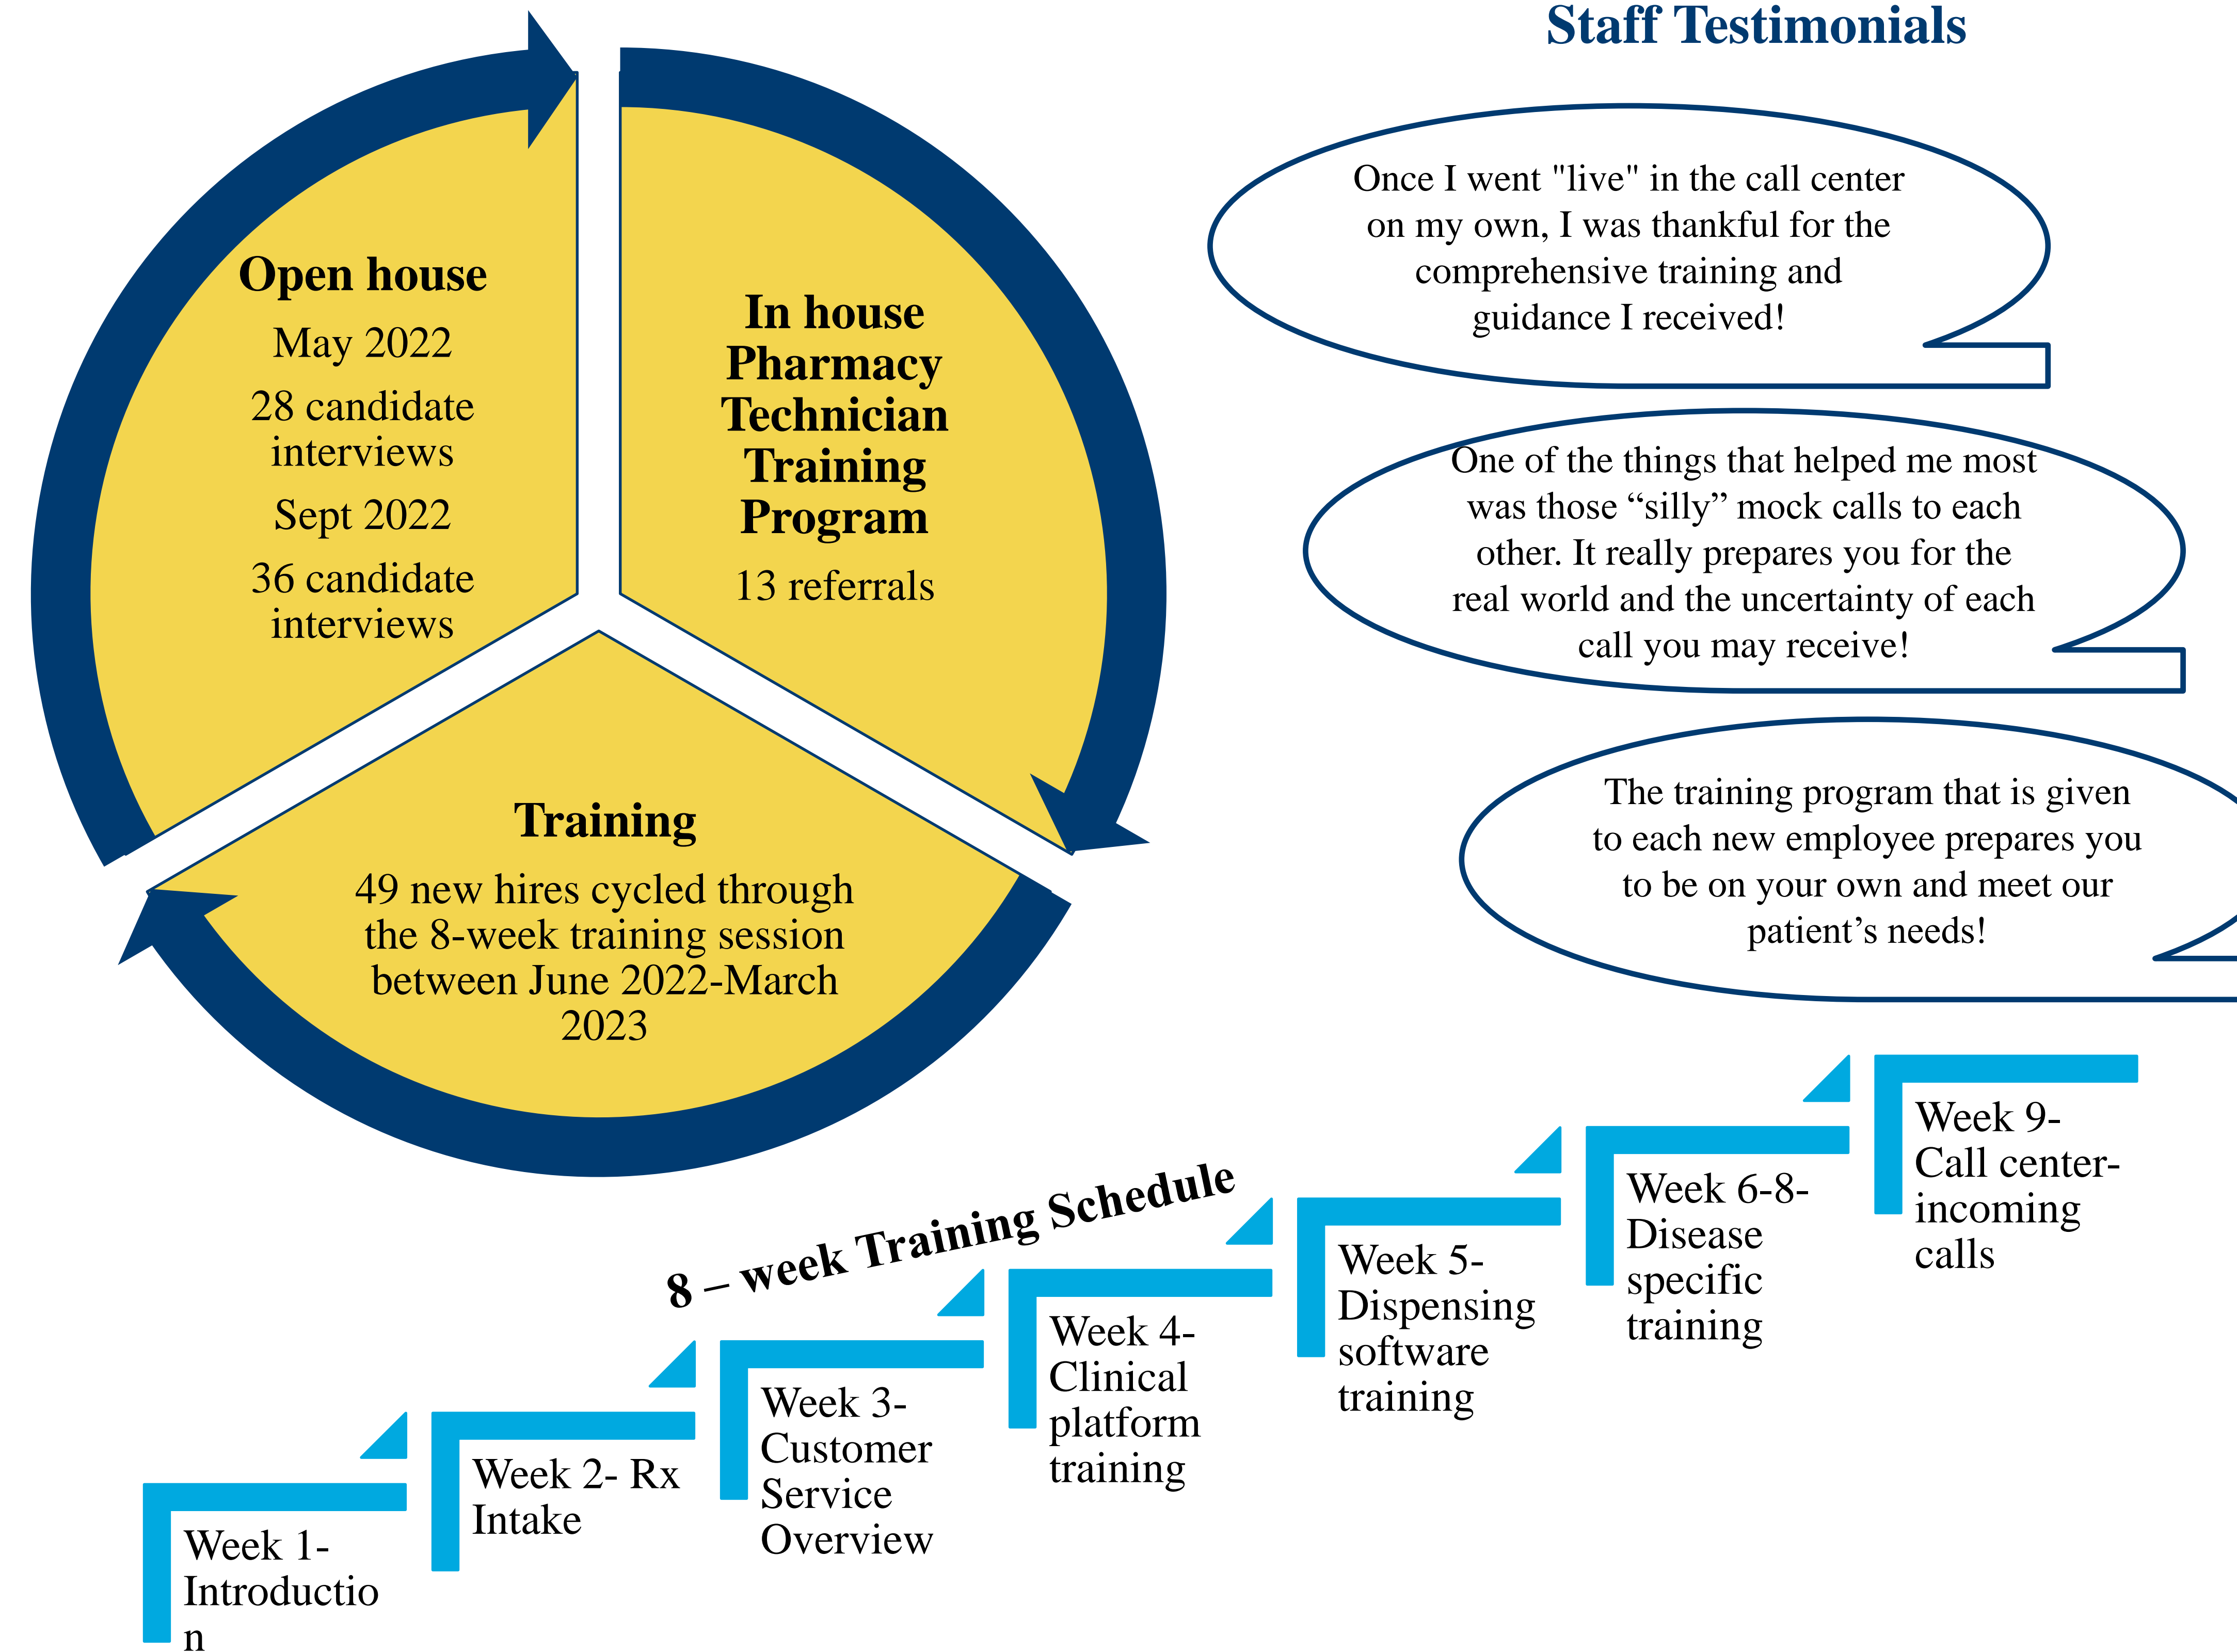 Staff Testimonials
Open house
May 2022
28 candidate
interviews
Sept 2022
36 candidate
interviews
In house
Pharmacy
Technician
Training
Program
13 referrals
Training
49 new hires cycled through
the 8-week training session
between June 2022-March
2023
Once I went "live" in the call center
on my own, I was thankful for the
comprehensive training and
guidance I received!
One of the things that helped me most
was those “silly” mock calls to each
other. It really prepares you for the
real world and the uncertainty of each
call you may receive!
The training program that is given
to each new employee prepares you
to be on your own and meet our
patient’s needs!
8 – week Training Schedule
Week 1-
Introductio
n
Week 2- Rx
Intake
Week 3-
Customer
Service
Overview
Week 4-
Clinical
platform
training
Week 5-
Dispensing
software
training
Week 6-8-
Disease
specific
training
Week 9-
Call center-
incoming
calls